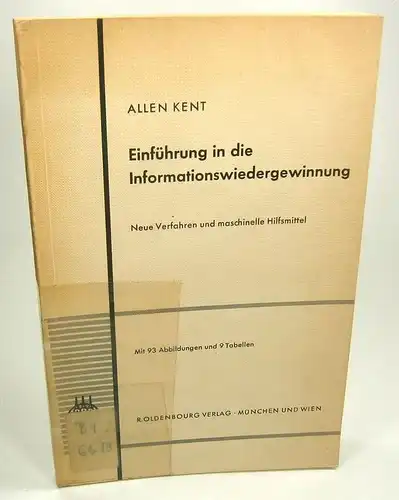 ALLEN KENT
Einführung in die
Informationswiedergewinnung
Neue Verfahren und maschinelle Hilfsmittel
Mit 93 Abbildungen und 9 Tabellen
R. OLDENBOURG VERLAG · MÜNCHEN UND WIEN